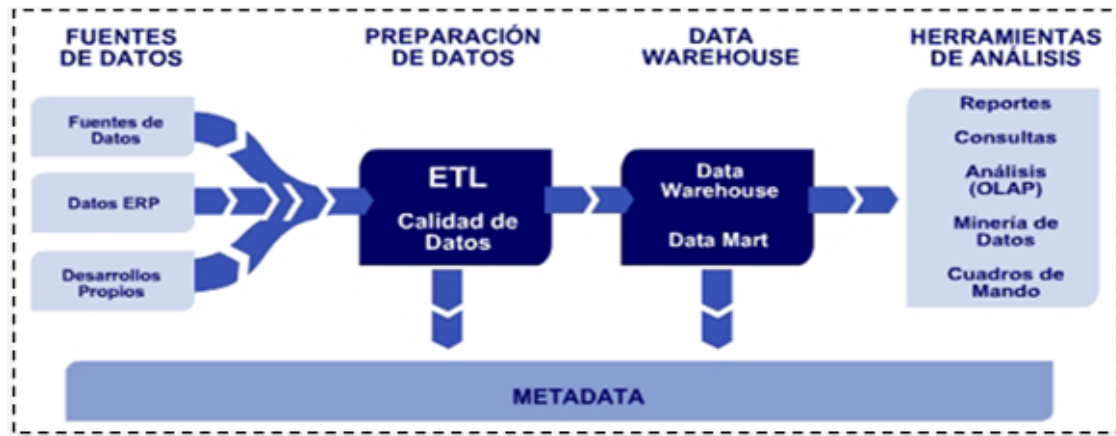 FUENTES
DE DATOS
PREPARACIÓN
DE DATOS
DATA
WAREHOUSE
HERRAMIENTAS
DE ANÁLISIS
Fuentes de
Datos
Datos ERP
Desarrollos
Propios
ETL
Calidad de
Datos
Data
Warehouse
Data Mart
Reportes
Consultas
Análisis
(OLAP)
Minería de
Datos
Cuadros de
Mando
METADATA